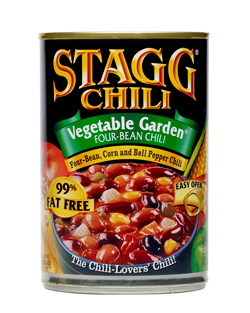 STAGG®
CHILI
Vegetable Garden®
FOUR-BEAN CHILI
Four-Bean, Corn and Bell Pepper Chili
99%
FAT FREE
EASY OPEN
The Chili-Lovers' Chili!